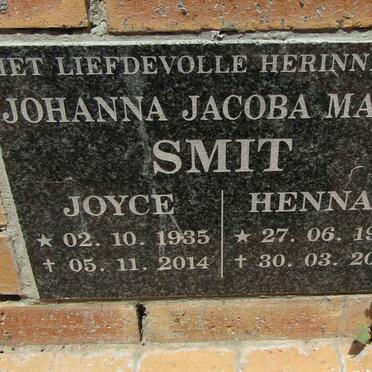 MET LIEFDEVOLLE HERINN
JOHANNA JACOBA MA
SMIT
JOYCE HENNA
★ 02. 10. 1935 ★ 27. 06. 19
✝ 05. 11. 2014 ✝ 30. 03. 20